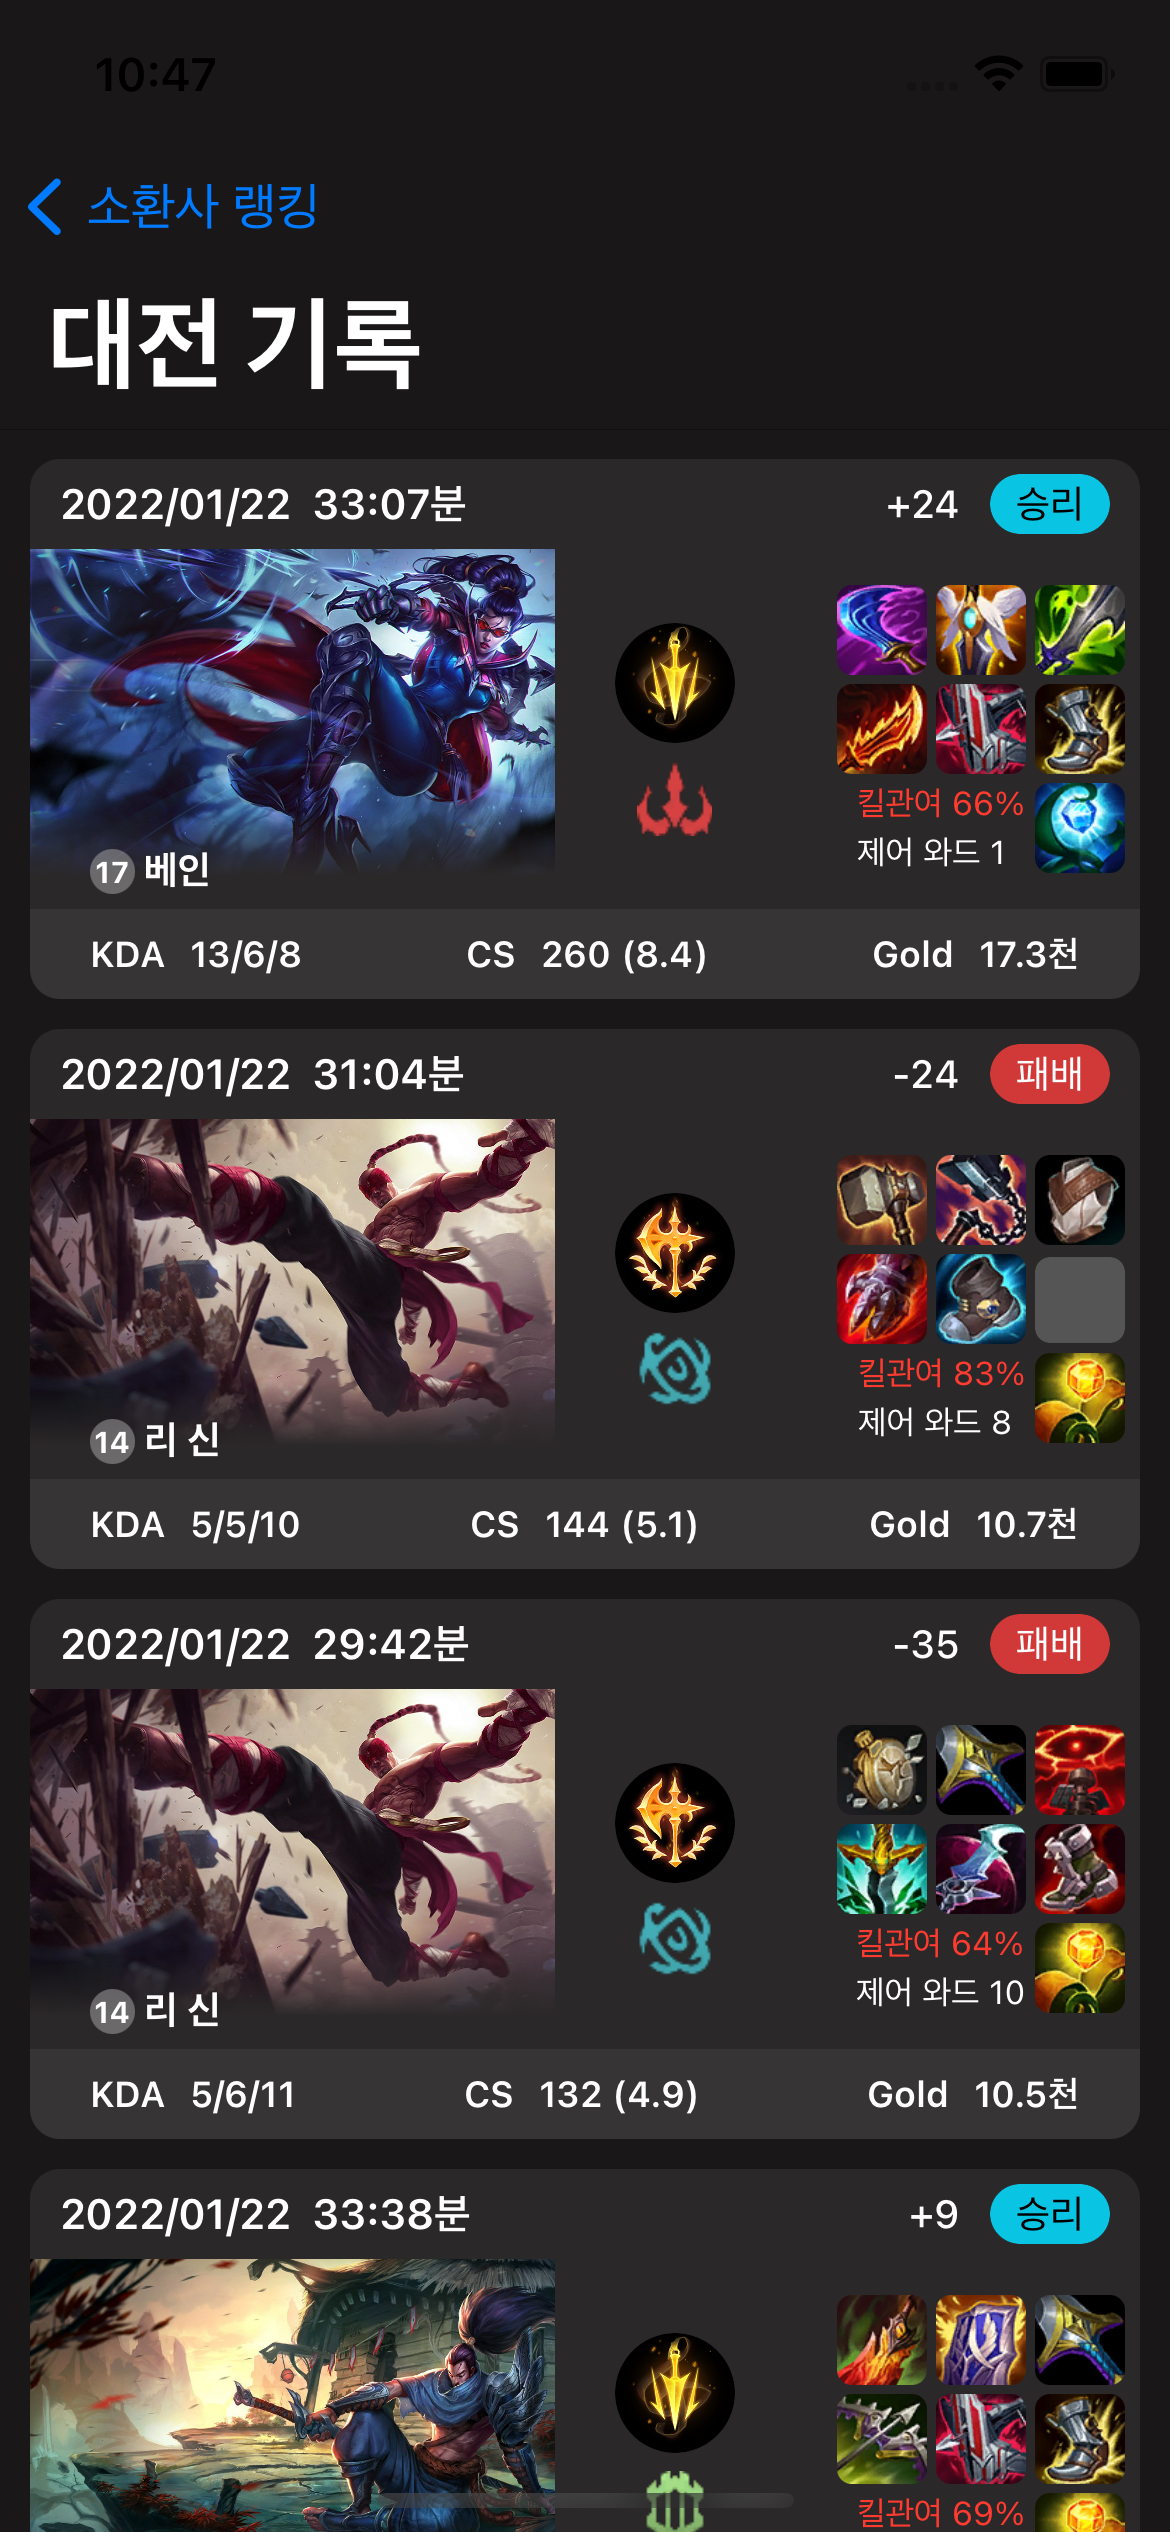 10:47
소환사 랭킹
대전 기록
2022/01/22 33:07분 +24 승리
킬관여 66%
제어 와드 1
17 베인
KDA 13/6/8 CS 260 (8.4) Gold 17.3천
2022/01/22 31:04분 -24 패배
킬관여 83%
제어 와드 8
14 리 신
KDA 5/5/10 CS 144 (5.1) Gold 10.7천
2022/01/22 29:42분 -35 패배
킬관여 64%
제어 와드 10
14 리 신
KDA 5/6/11 CS 132 (4.9) Gold 10.5천
2022/01/22 33:38분 +9 승리
킬관여 69%